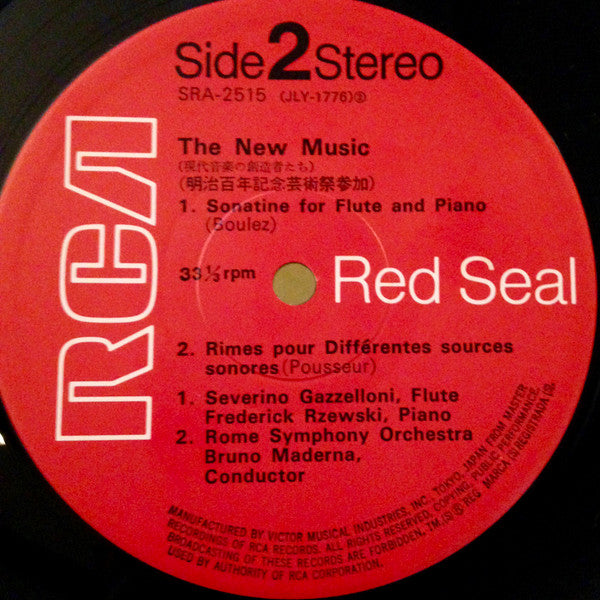 Side 2 Stereo
SRA-2515 (JLY-1776)Ⓢ
The New Music
(現代音楽の創造者たち)
(明治百年記念芸術祭参加)
1. Sonatine for Flute and Piano
(Boulez)
33⅓ rpm
RCA
Red Seal
2. Rimes pour Différentes sources
sonores (Pousseur)
1. Severino Gazzelloni, Flute
Frederick Rzewski, Piano
2. Rome Symphony Orchestra
Bruno Maderna,
Conductor
MANUFACTURED BY VICTOR MUSICAL INDUSTRIES, INC. TOKYO, JAPAN FROM MASTER
RECORDINGS OF RCA RECORDS. ALL RIGHTS RESERVED. COPYING, PUBLIC PERFORMANCE,
BROADCASTING OF THESE RECORDS ARE FORBIDDEN, TM.(S)® REG. MARCA(S) REGISTRADA(S).
USED BY AUTHORITY OF RCA CORPORATION.